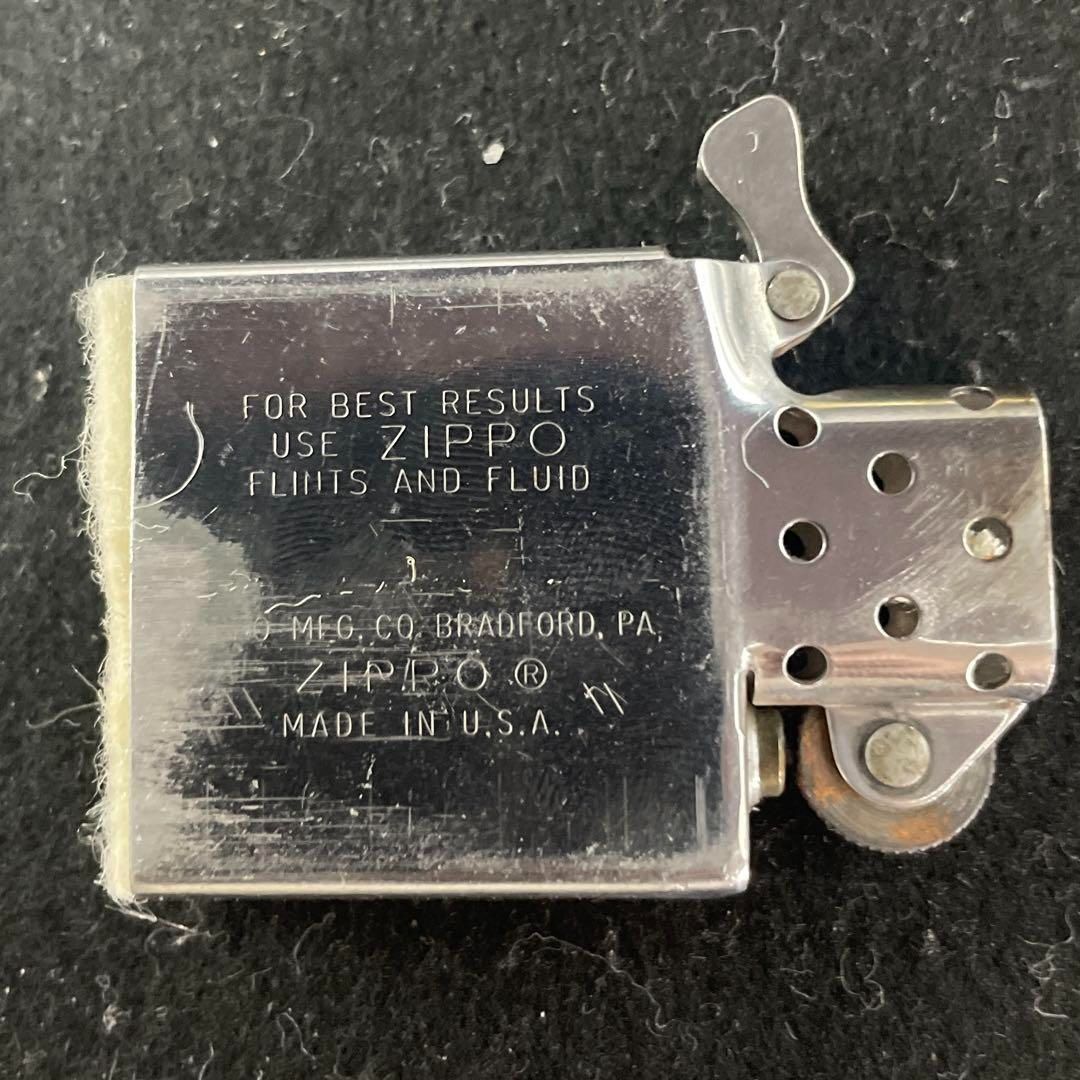 FOR BEST RESULTS
USE ZIPPO
FLINTS AND FLUID
MFG. CO. BRADFORD, PA.
ZIPPO ®
MADE IN U.S.A.